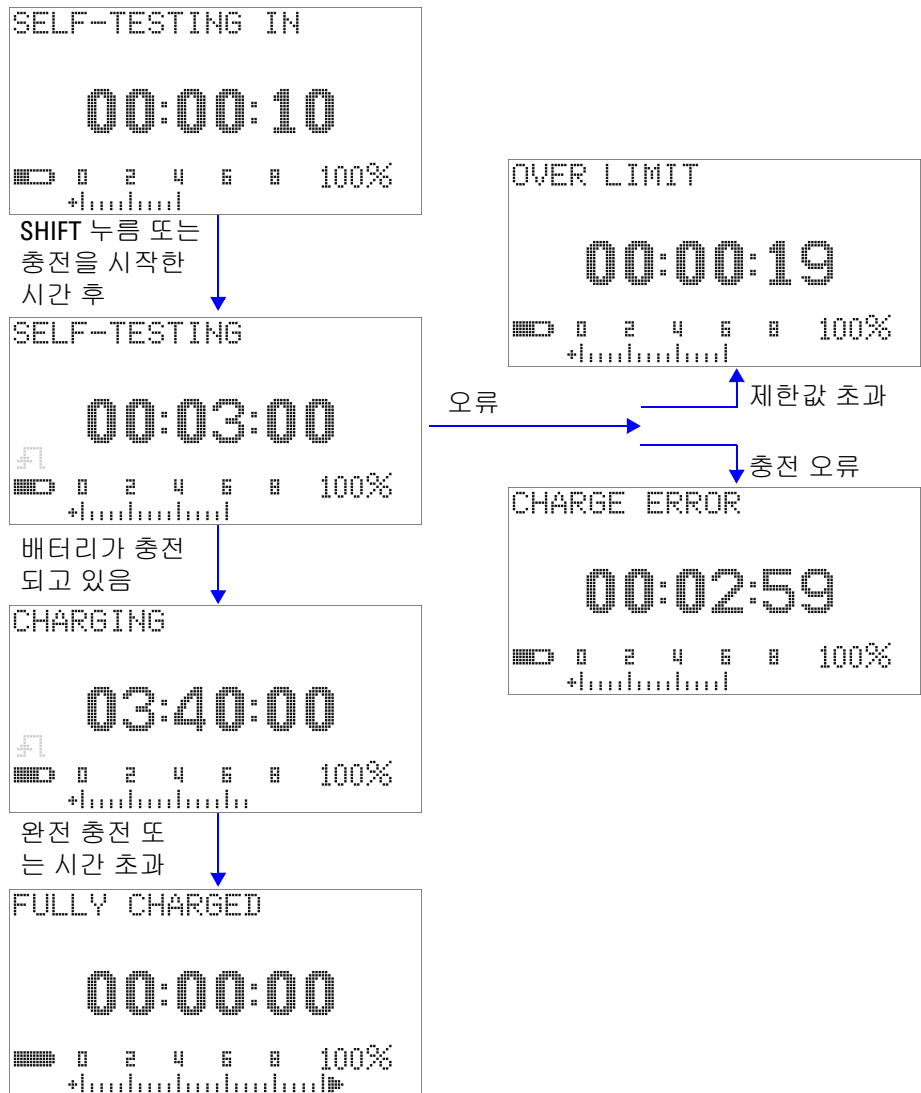 SELF-TESTING IN
00:00:10
0 2 4 6 8 100%
SHIFT 누름 또는
충전을 시작한
시간 후
SELF-TESTING
00:03:00
0 2 4 6 8 100%
배터리가 충전
되고 있음
CHARGING
03:40:00
0 2 4 6 8 100%
완전 충전 또
는 시간 초과
FULLY CHARGED
00:00:00
0 2 4 6 8 100%
오류
OVER LIMIT
00:00:19
0 2 4 6 8 100%
제한값 초과
충전 오류
CHARGE ERROR
00:02:59
0 2 4 6 8 100%